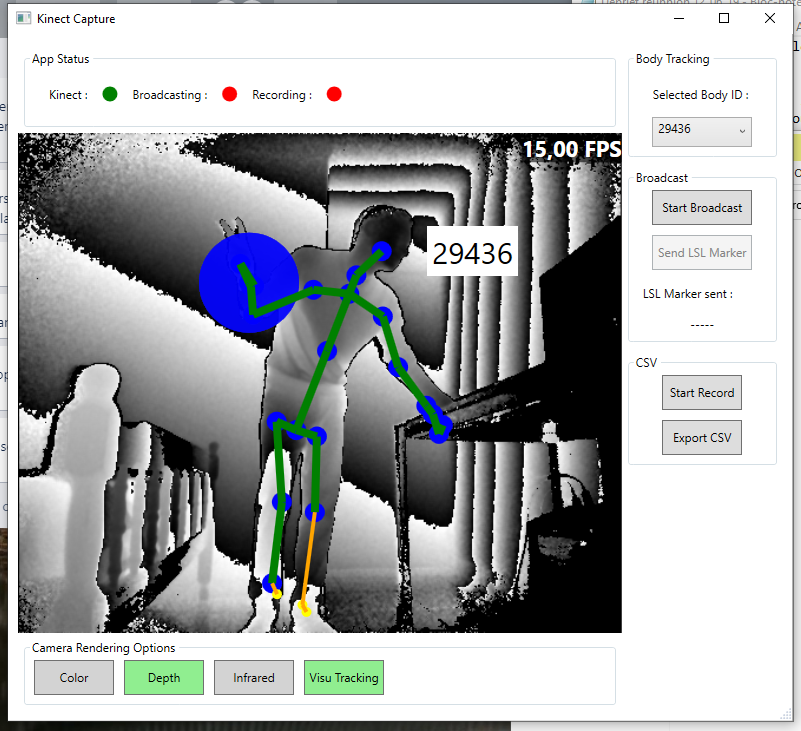 Kinect Capture
App Status
Kinect :
Broadcasting :
Recording :
15,00 FPS
29436
Body Tracking
Selected Body ID :
29436
Broadcast
Start Broadcast
Send LSL Marker
LSL Marker sent :
-----
CSV
Start Record
Export CSV
Camera Rendering Options
Color
Depth
Infrared
Visu Tracking